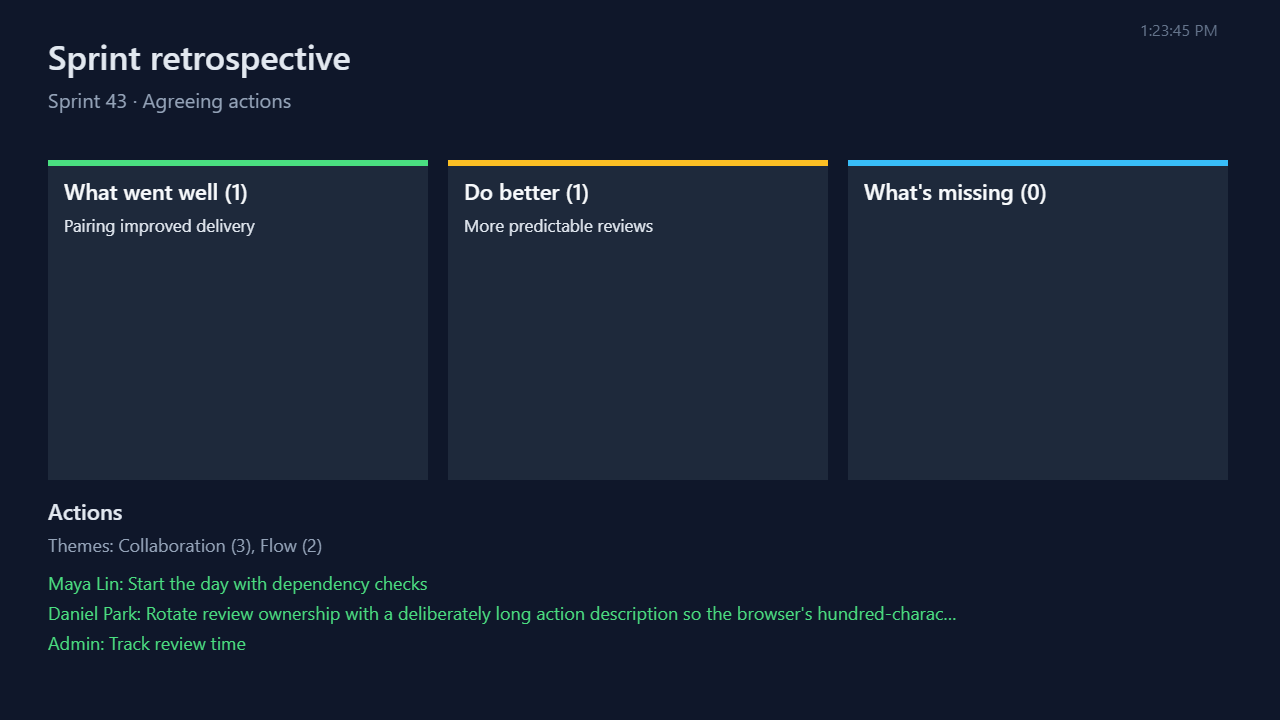 1:23:45 PM
Sprint retrospective
Sprint 43 · Agreeing actions
What went well (1)
Pairing improved delivery
Do better (1)
More predictable reviews
What's missing (0)
Actions
Themes: Collaboration (3), Flow (2)
Maya Lin: Start the day with dependency checks
Daniel Park: Rotate review ownership with a deliberately long action description so the browser's hundred-charac...
Admin: Track review time